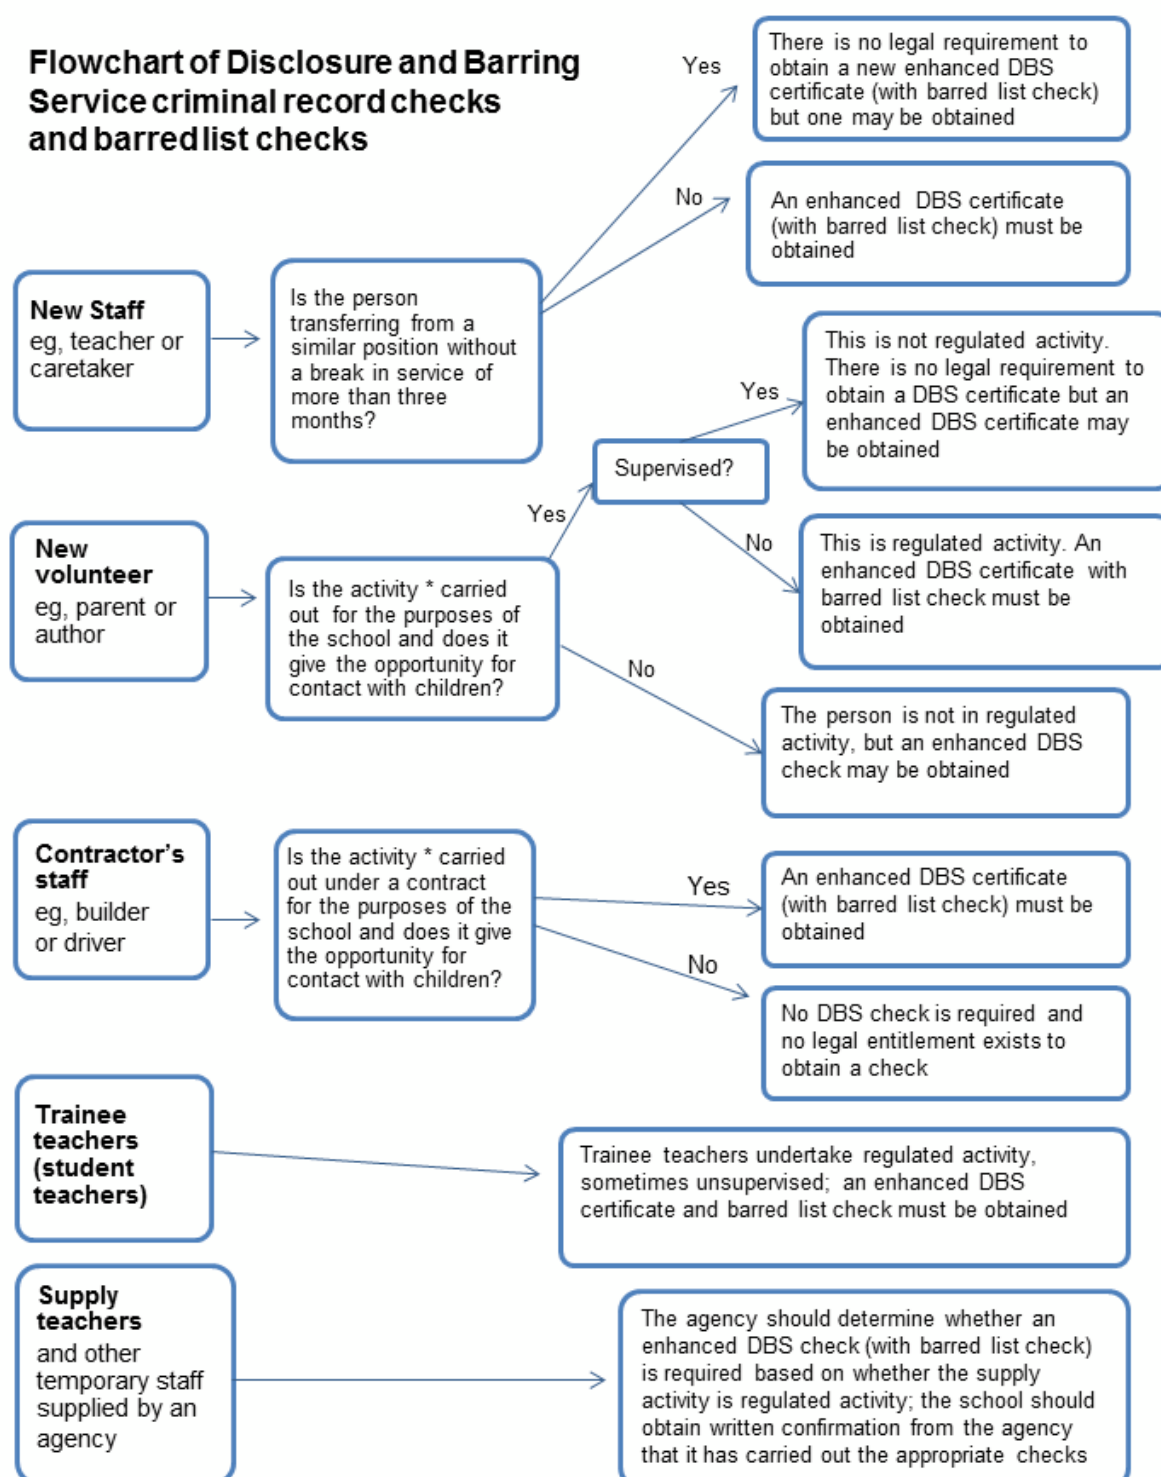 Flowchart of Disclosure and Barring
Service criminal record checks
and barred list checks
Yes
There is no legal requirement to
obtain a new enhanced DBS
certificate (with barred list check)
but one may be obtained
No
An enhanced DBS certificate
(with barred list check) must be
obtained
New Staff
eg, teacher or
caretaker
Is the person
transferring from a
similar position without
a break in service of
more than three
months?
New
volunteer
eg, parent or
author
Is the activity * carried
out for the purposes of
the school and does it
give the opportunity for
contact with children?
Yes
Supervised?
Yes
This is not regulated activity.
There is no legal requirement to
obtain a DBS certificate but an
enhanced DBS certificate may
be obtained
No
This is regulated activity. An
enhanced DBS certificate with
barred list check must be
obtained
No
The person is not in regulated
activity, but an enhanced DBS
check may be obtained
Contractor's
staff
eg, builder
or driver
Is the activity * carried
out under a contract
for the purposes of the
school and does it give
the opportunity for
contact with children?
Yes
An enhanced DBS certificate
(with barred list check) must be
obtained
No
No DBS check is required and
no legal entitlement exists to
obtain a check
Trainee
teachers
(student
teachers)
Trainee teachers undertake regulated activity,
sometimes unsupervised; an enhanced DBS
certificate and barred list check must be obtained
Supply
teachers
and other
temporary staff
supplied by an
agency
The agency should determine whether an
enhanced DBS check (with barred list check)
is required based on whether the supply
activity is regulated activity; the school should
obtain written confirmation from the agency
that it has carried out the appropriate checks